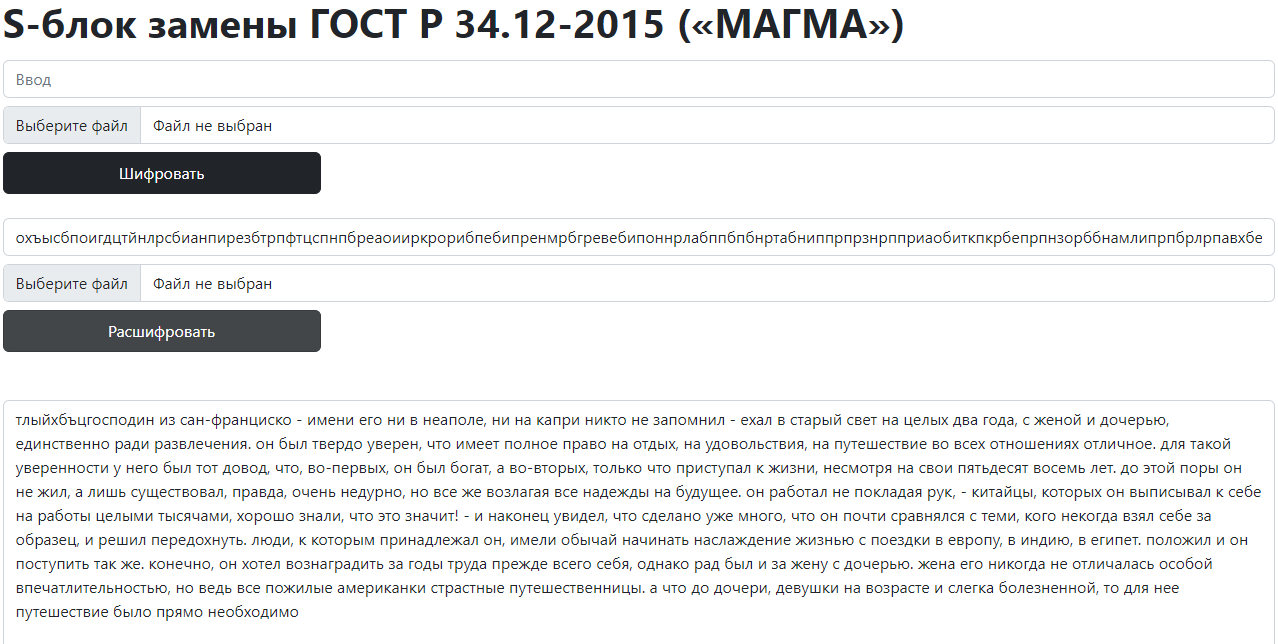 S-блок замены ГОСТ Р 34.12-2015 («МАГМА»)
Ввод
Выберите файл Файл не выбран
Шифровать
охъысбпоигдцтйнлрсбианпирезбтрпфтцспнпбреаоииркрорибпебипренмрбгревебипоннрлабппбпбнртабниппрпрзнрпприаобиткпкрбепрпнзорббнамлипрпбрлрпавхбе
Выберите файл Файл не выбран
Расшифровать
тлыйхбъцгосподин из сан-франциско - имени его ни в неаполе, ни на капри никто не запомнил - ехал в старый свет на целых два года, с женой и дочерью,
единственно ради развлечения. он был твердо уверен, что имеет полное право на отдых, на удовольствия, на путешествие во всех отношениях отличное. для такой
уверенности у него был тот довод, что, во-первых, он был богат, а во-вторых, только что приступал к жизни, несмотря на свои пятьдесят восемь лет. до этой поры он
не жил, а лишь существовал, правда, очень недурно, но все же возлагая все надежды на будущее. он работал не покладая рук, - китайцы, которых он выписывал к себе
на работы целыми тысячами, хорошо знали, что это значит! - и наконец увидел, что сделано уже много, что он почти сравнялся с теми, кого некогда взял себе за
образец, и решил передохнуть. люди, к которым принадлежал он, имели обычай начинать наслаждение жизнью с поездки в европу, в индию, в египет. положил и он
поступить так же. конечно, он хотел вознаградить за годы труда прежде всего себя, однако рад был и за жену с дочерью. жена его никогда не отличалась особой
впечатлительностью, но ведь все пожилые американки страстные путешественницы. а что до дочери, девушки на возрасте и слегка болезненной, то для нее
путешествие было прямо необходимо